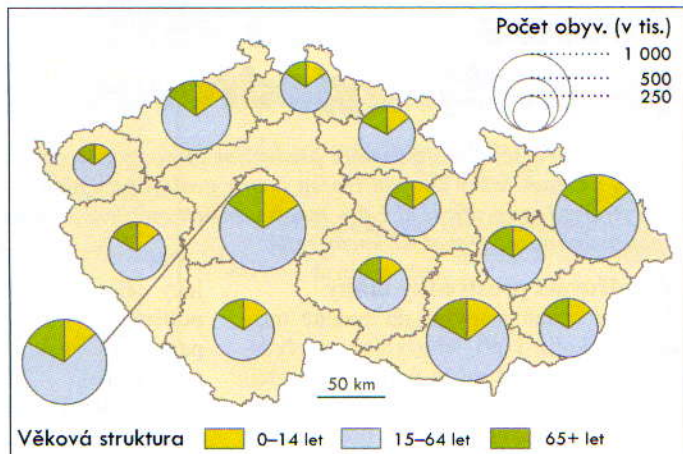 Počet obyv. (v tis.)
1 000
500
250
50 km
Věková struktura 0–14 let 15–64 let 65+ let